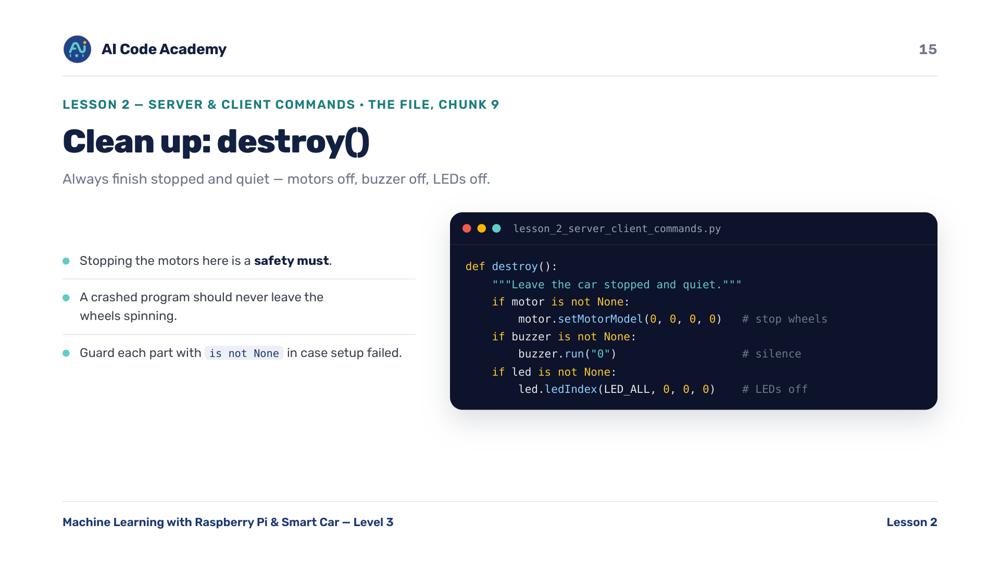 AI Code Academy
15
LESSON 2 — SERVER & CLIENT COMMANDS • THE FILE, CHUNK 9
Clean up: destroy()
Always finish stopped and quiet — motors off, buzzer off, LEDs off.
Stopping the motors here is a safety must.
A crashed program should never leave the
wheels spinning.
Guard each part with is not None in case setup failed.
lesson_2_server_client_commands.py
def destroy():
    """Leave the car stopped and quiet."""
    if motor is not None:
        motor.setMotorModel(0, 0, 0, 0)   # stop wheels
    if buzzer is not None:
        buzzer.run("0")                   # silence
    if led is not None:
        led.ledIndex(LED_ALL, 0, 0, 0)    # LEDs off
Machine Learning with Raspberry Pi & Smart Car — Level 3
Lesson 2